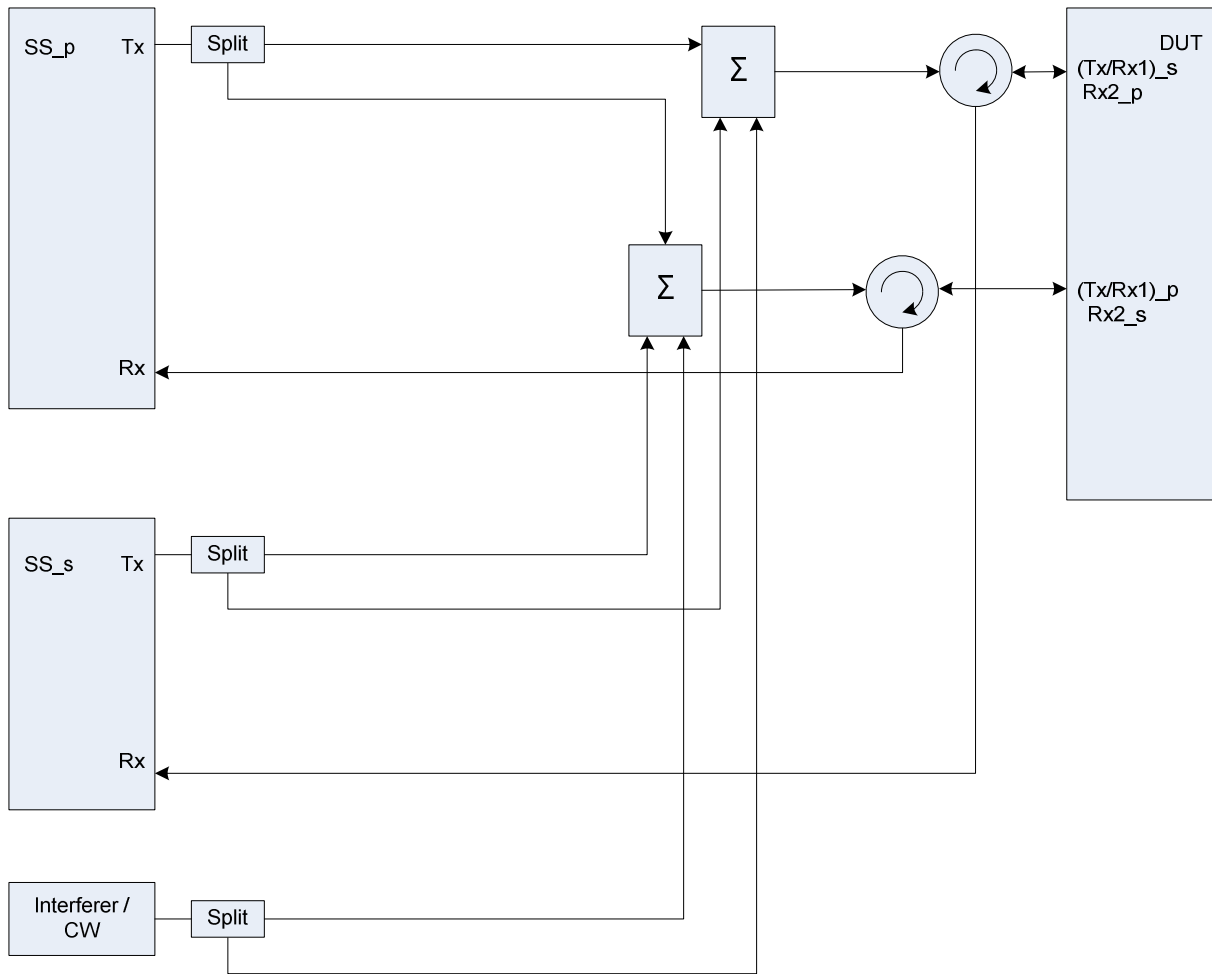 SS_p Tx
Split
Σ
DUT
(Tx/Rx1)_s
Rx2_p
Σ
(Tx/Rx1)_p
Rx2_s
Rx
SS_s Tx
Split
Rx
Interferer /
CW
Split